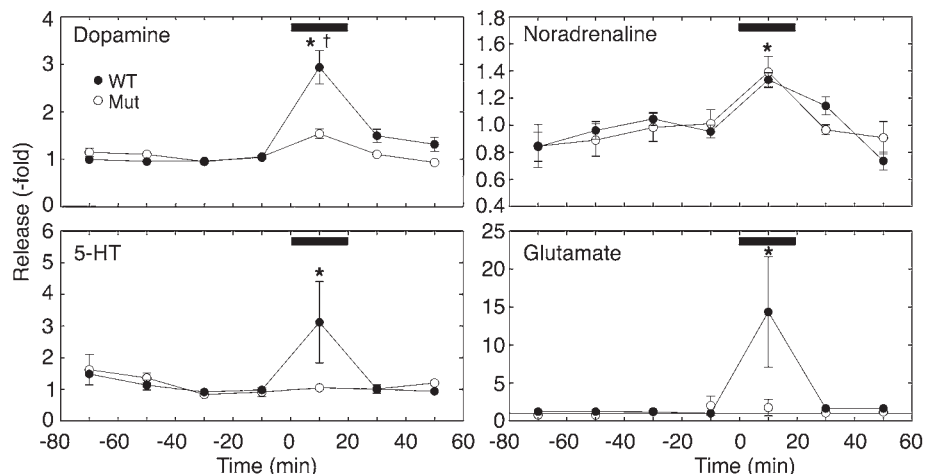 Dopamine
* †
WT
Mut
4
3
2
1
0
Noradrenaline
*
1.8
1.6
1.4
1.2
1.0
0.8
0.6
0.4
Release (-fold)
5-HT
*
6
5
4
3
2
1
0
-80 -60 -40 -20 0 20 40 60
Time (min)
Glutamate
*
25
20
15
10
5
0
-80 -60 -40 -20 0 20 40 60
Time (min)